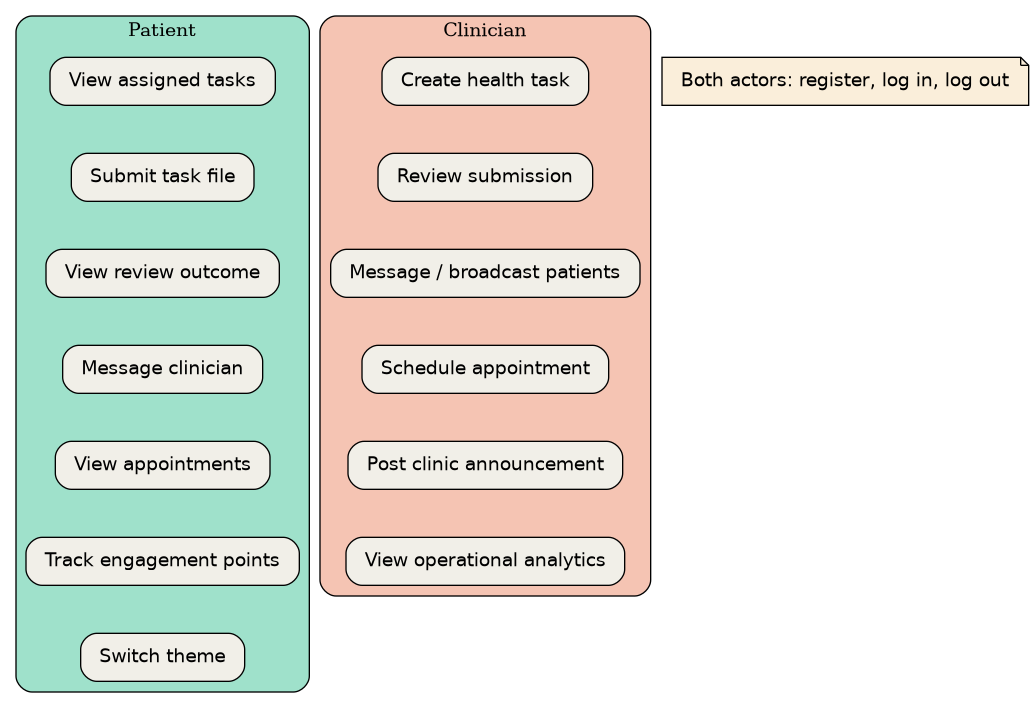 Patient
View assigned tasks
Submit task file
View review outcome
Message clinician
View appointments
Track engagement points
Switch theme
Clinician
Create health task
Review submission
Message / broadcast patients
Schedule appointment
Post clinic announcement
View operational analytics
Both actors: register, log in, log out